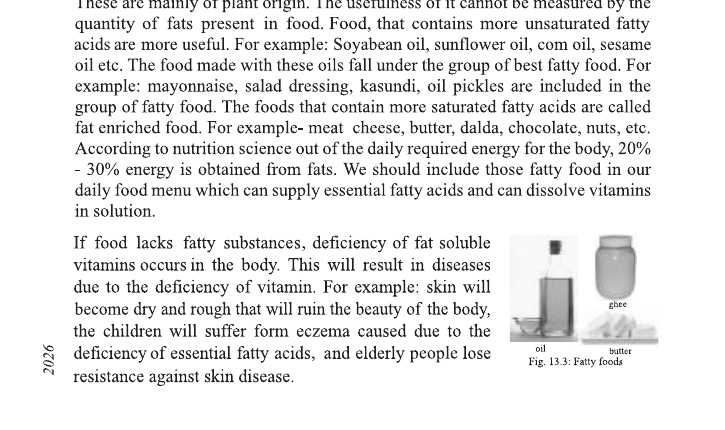 These are mainly of plant origin. The usefulness of it cannot be measured by the
quantity of fats present in food. Food, that contains more unsaturated fatty
acids are more useful. For example: Soyabean oil, sunflower oil, com oil, sesame
oil etc. The food made with these oils fall under the group of best fatty food. For
example: mayonnaise, salad dressing, kasundi, oil pickles are included in the
group of fatty food. The foods that contain more saturated fatty acids are called
fat enriched food. For example- meat cheese, butter, dalda, chocolate, nuts, etc.
According to nutrition science out of the daily required energy for the body, 20%
- 30% energy is obtained from fats. We should include those fatty food in our
daily food menu which can supply essential fatty acids and can dissolve vitamins
in solution.
If food lacks fatty substances, deficiency of fat soluble
vitamins occurs in the body. This will result in diseases
due to the deficiency of vitamin. For example: skin will
become dry and rough that will ruin the beauty of the body,
the children will suffer form eczema caused due to the
deficiency of essential fatty acids, and elderly people lose
resistance against skin disease.
ghee
oil
butter
Fig. 13.3: Fatty foods
2026